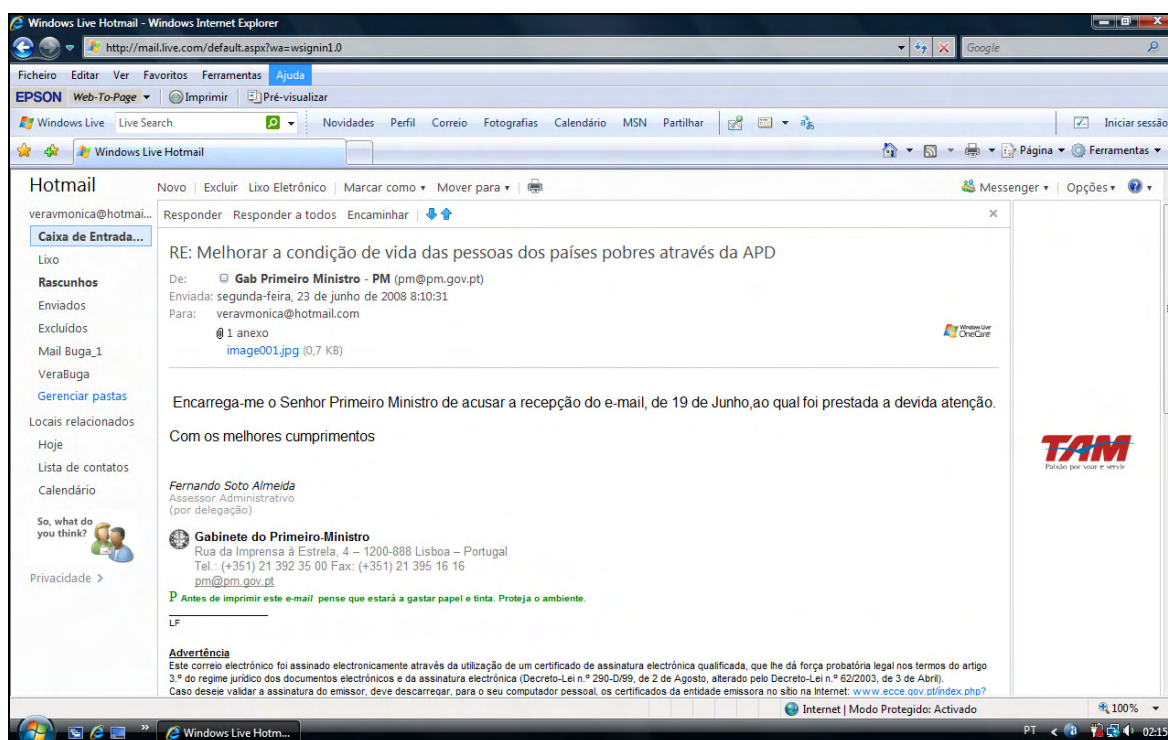 Windows Live Hotmail - Windows Internet Explorer
http://mail.live.com/default.aspx?wa=wsignin1.0
Google
Ficheiro Editar Ver Favoritos Ferramentas Ajuda
EPSON Web-To-Page Imprimir Pré-visualizar
Windows Live Live Search Novidades Perfil Correio Fotografias Calendário MSN Partilhar Iniciar sessão
Windows Live Hotmail Página Ferramentas
Hotmail Novo | Excluir Lixo Eletrônico | Marcar como Mover para Messenger | Opções
veravmonica@hotmai... Responder Responder a todos Encaminhar
Caixa de Entrada...
Lixo
Rascunhos
Enviados
Excluídos
Mail Buga_1
VeraBuga
Gerenciar pastas
Locais relacionados
Hoje
Lista de contatos
Calendário
So, what do
you think?
Privacidade >
RE: Melhorar a condição de vida das pessoas dos países pobres através da APD
De: Gab Primeiro Ministro - PM (pm@pm.gov.pt)
Enviada: segunda-feira, 23 de junho de 2008 8:10:31
Para: veravmonica@hotmail.com
1 anexo
image001.jpg (0,7 KB)
Windows Live
OneCare
Encarrega-me o Senhor Primeiro Ministro de acusar a recepção do e-mail, de 19 de Junho,ao qual foi prestada a devida atenção.
Com os melhores cumprimentos
Fernando Soto Almeida
Assessor Administrativo
(por delegação)
Gabinete do Primeiro-Ministro
Rua da Imprensa à Estrela, 4 – 1200-888 Lisboa – Portugal
Tel.: (+351) 21 392 35 00 Fax: (+351) 21 395 16 16
pm@pm.gov.pt
P Antes de imprimir este e-mail pense que estará a gastar papel e tinta. Proteja o ambiente.
LF
Advertência
Este correio electrónico foi assinado electronicamente através da utilização de um certificado de assinatura electrónica qualificada, que lhe dá força probatória legal nos termos do artigo
3.º do regime jurídico dos documentos electrónicos e da assinatura electrónica (Decreto-Lei n.º 290-D/99, de 2 de Agosto, alterado pelo Decreto-Lei n.º 62/2003, de 3 de Abril).
Caso deseje validar a assinatura do emissor, deve descarregar, para o seu computador pessoal, os certificados da entidade emissora no sítio na Internet: www.ecce.gov.pt/index.php?
TAM
Paixão por voar e servir
Internet | Modo Protegido: Activado 100%
Windows Live Hotm... PT 02:15